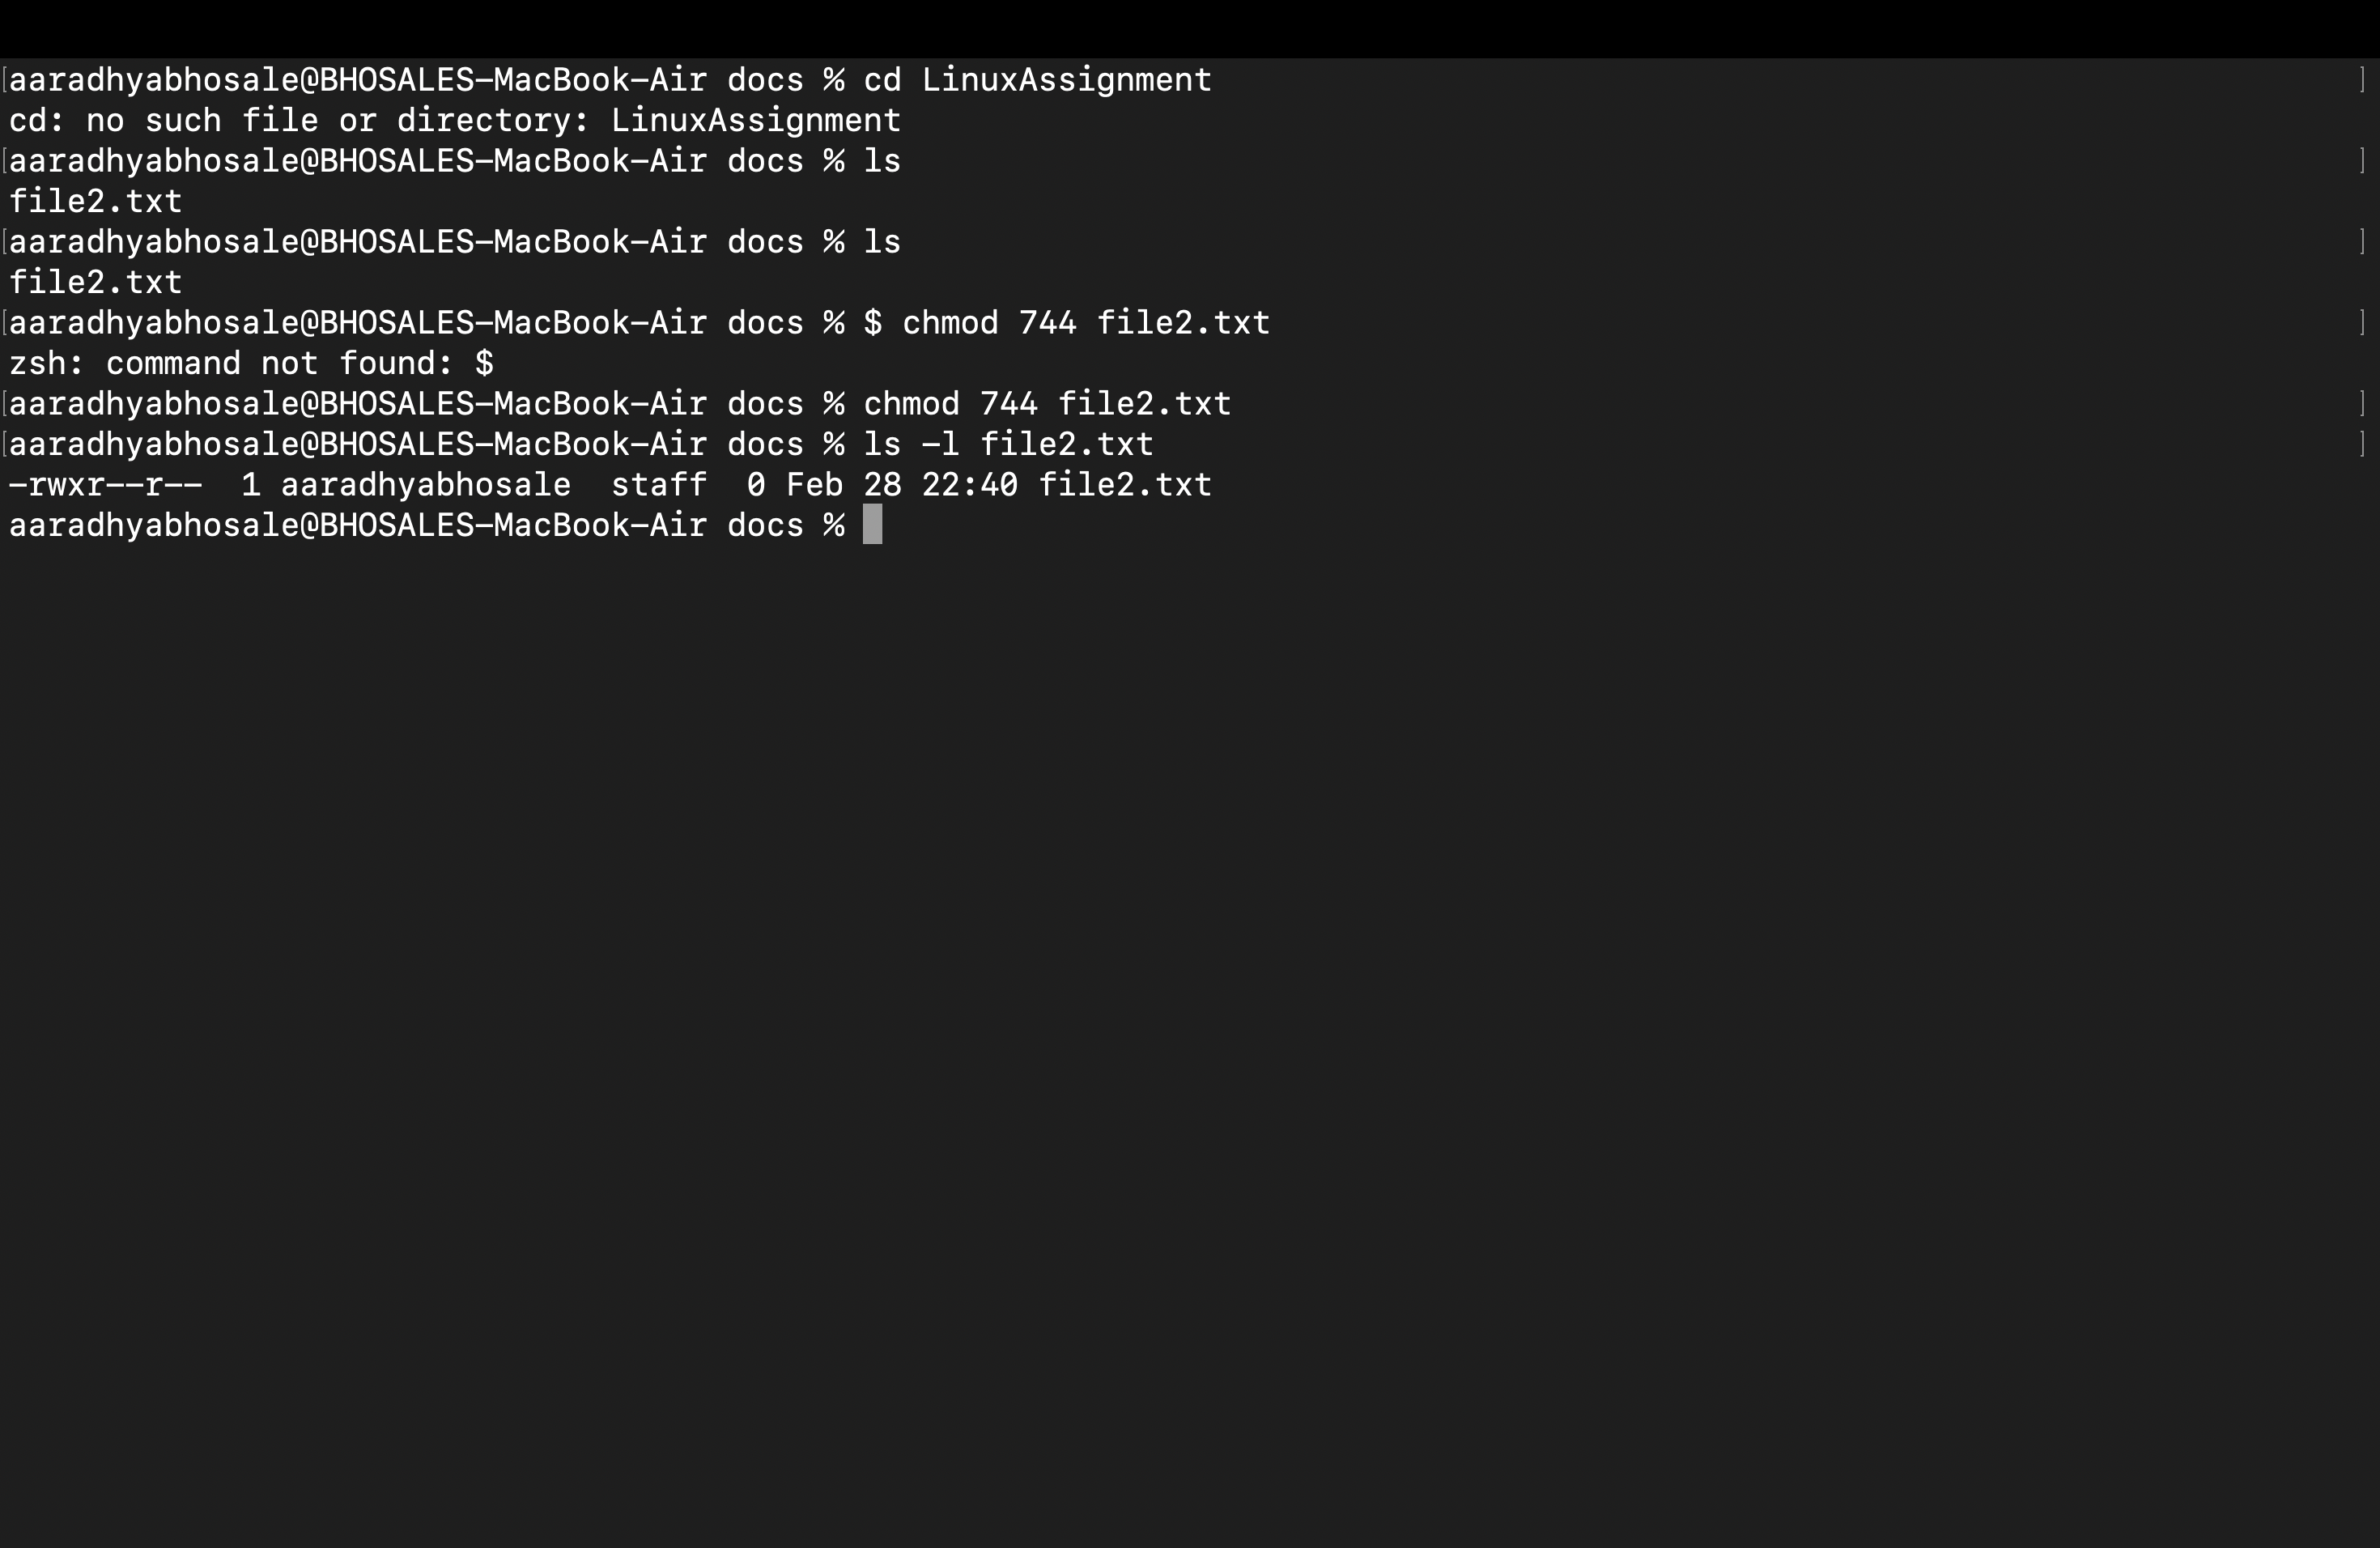 [aaradhyabhosale@BHOSALES-MacBook-Air docs % cd LinuxAssignment ]
cd: no such file or directory: LinuxAssignment
[aaradhyabhosale@BHOSALES-MacBook-Air docs % ls ]
file2.txt
[aaradhyabhosale@BHOSALES-MacBook-Air docs % ls ]
file2.txt
[aaradhyabhosale@BHOSALES-MacBook-Air docs % $ chmod 744 file2.txt ]
zsh: command not found: $
[aaradhyabhosale@BHOSALES-MacBook-Air docs % chmod 744 file2.txt ]
[aaradhyabhosale@BHOSALES-MacBook-Air docs % ls -l file2.txt ]
-rwxr--r--  1 aaradhyabhosale  staff  0 Feb 28 22:40 file2.txt
aaradhyabhosale@BHOSALES-MacBook-Air docs %